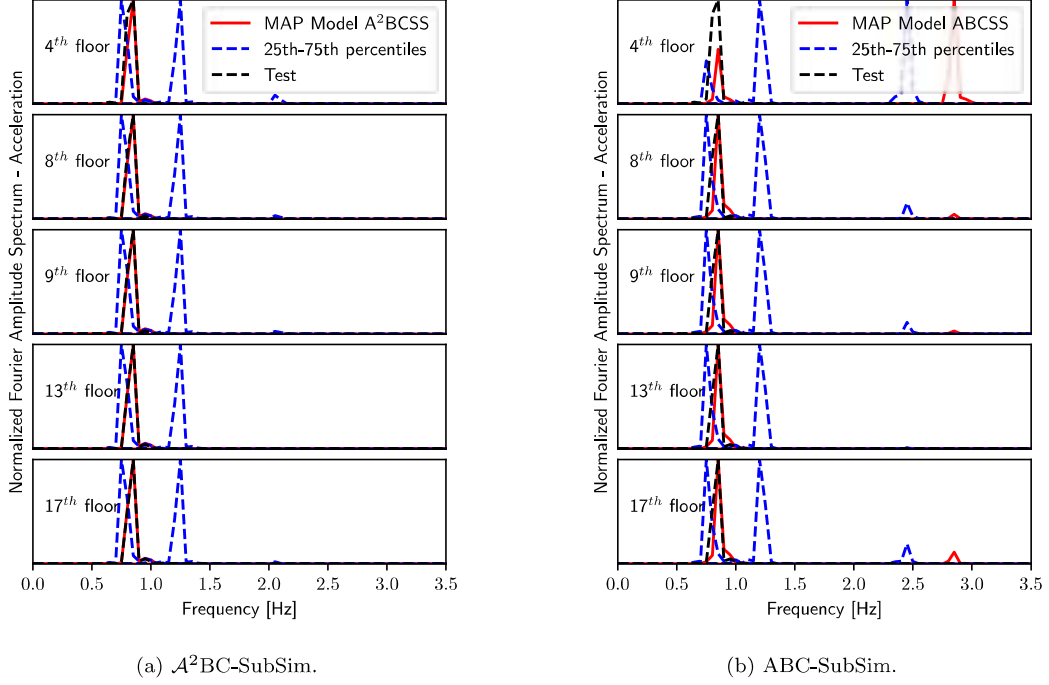 Normalized Fourier Amplitude Spectrum - Acceleration
4th floor
MAP Model A²BCSS
25th-75th percentiles
Test
8th floor
9th floor
13th floor
17th floor
0.0 0.5 1.0 1.5 2.0 2.5 3.0 3.5
Frequency [Hz]
(a) 𝒜²BC-SubSim.
Normalized Fourier Amplitude Spectrum - Acceleration
4th floor
MAP Model ABCSS
25th-75th percentiles
Test
8th floor
9th floor
13th floor
17th floor
0.0 0.5 1.0 1.5 2.0 2.5 3.0 3.5
Frequency [Hz]
(b) ABC-SubSim.